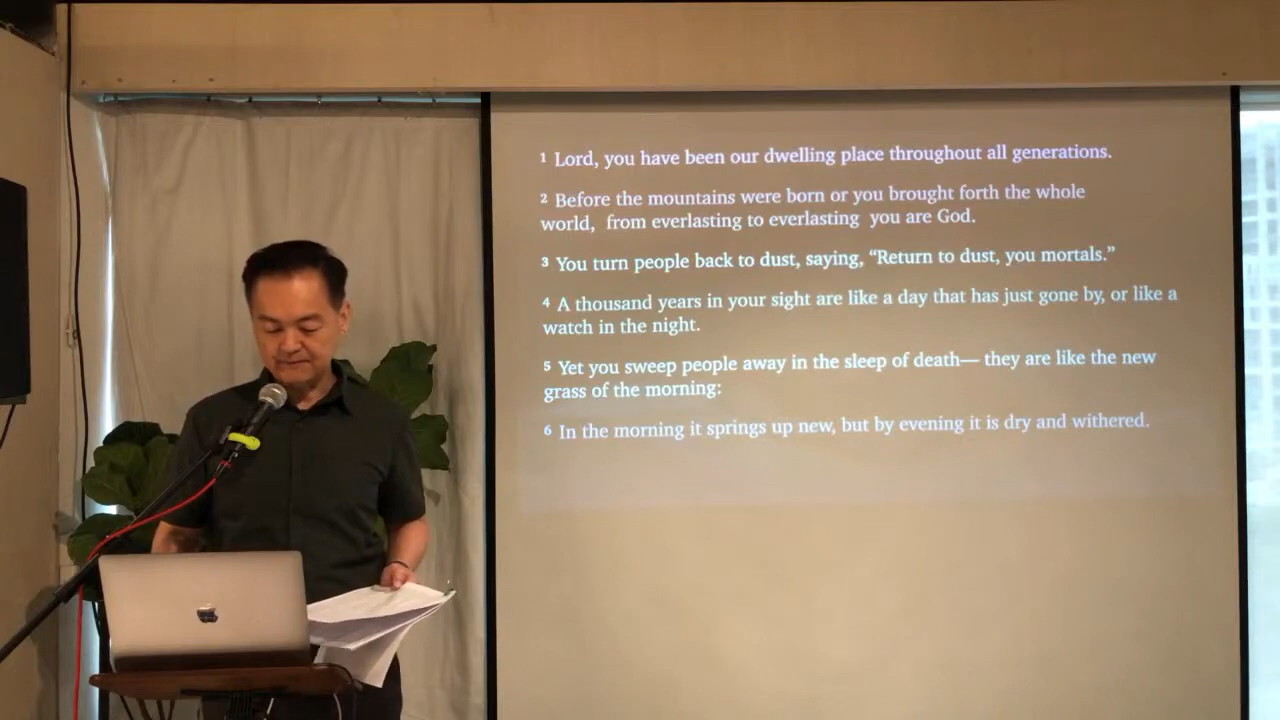 1 Lord, you have been our dwelling place throughout all generations.
2 Before the mountains were born or you brought forth the whole
world, from everlasting to everlasting you are God.
3 You turn people back to dust, saying, “Return to dust, you mortals.”
4 A thousand years in your sight are like a day that has just gone by, or like a
watch in the night.
5 Yet you sweep people away in the sleep of death— they are like the new
grass of the morning:
6 In the morning it springs up new, but by evening it is dry and withered.